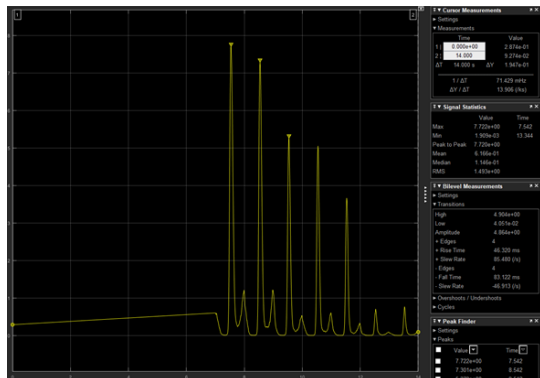 1
2
Cursor Measurements
Settings
Measurements
Time Value
1 | 0.000e+00 2.874e-01
2 | 14.000 9.274e-02
ΔT 14.000 s ΔY 1.947e-01
1 / ΔT 71.429 mHz
ΔY / ΔT 13.906 (/ks)
Signal Statistics
Value Time
Max 7.722e+00 7.542
Min 1.909e-03 13.344
Peak to Peak 7.720e+00
Mean 6.166e-01
Median 1.146e-01
RMS 1.493e+00
Bilevel Measurements
Settings
Transitions
High 4.904e+00
Low 4.051e-02
Amplitude 4.864e+00
+ Edges 4
+ Rise Time 46.320 ms
+ Slew Rate 85.480 (/s)
- Edges 4
- Fall Time 83.122 ms
- Slew Rate -46.913 (/s)
Overshoots / Undershoots
Cycles
Peak Finder
Settings
Peaks
Value Time
7.722e+00 7.542
7.301e+00 8.542